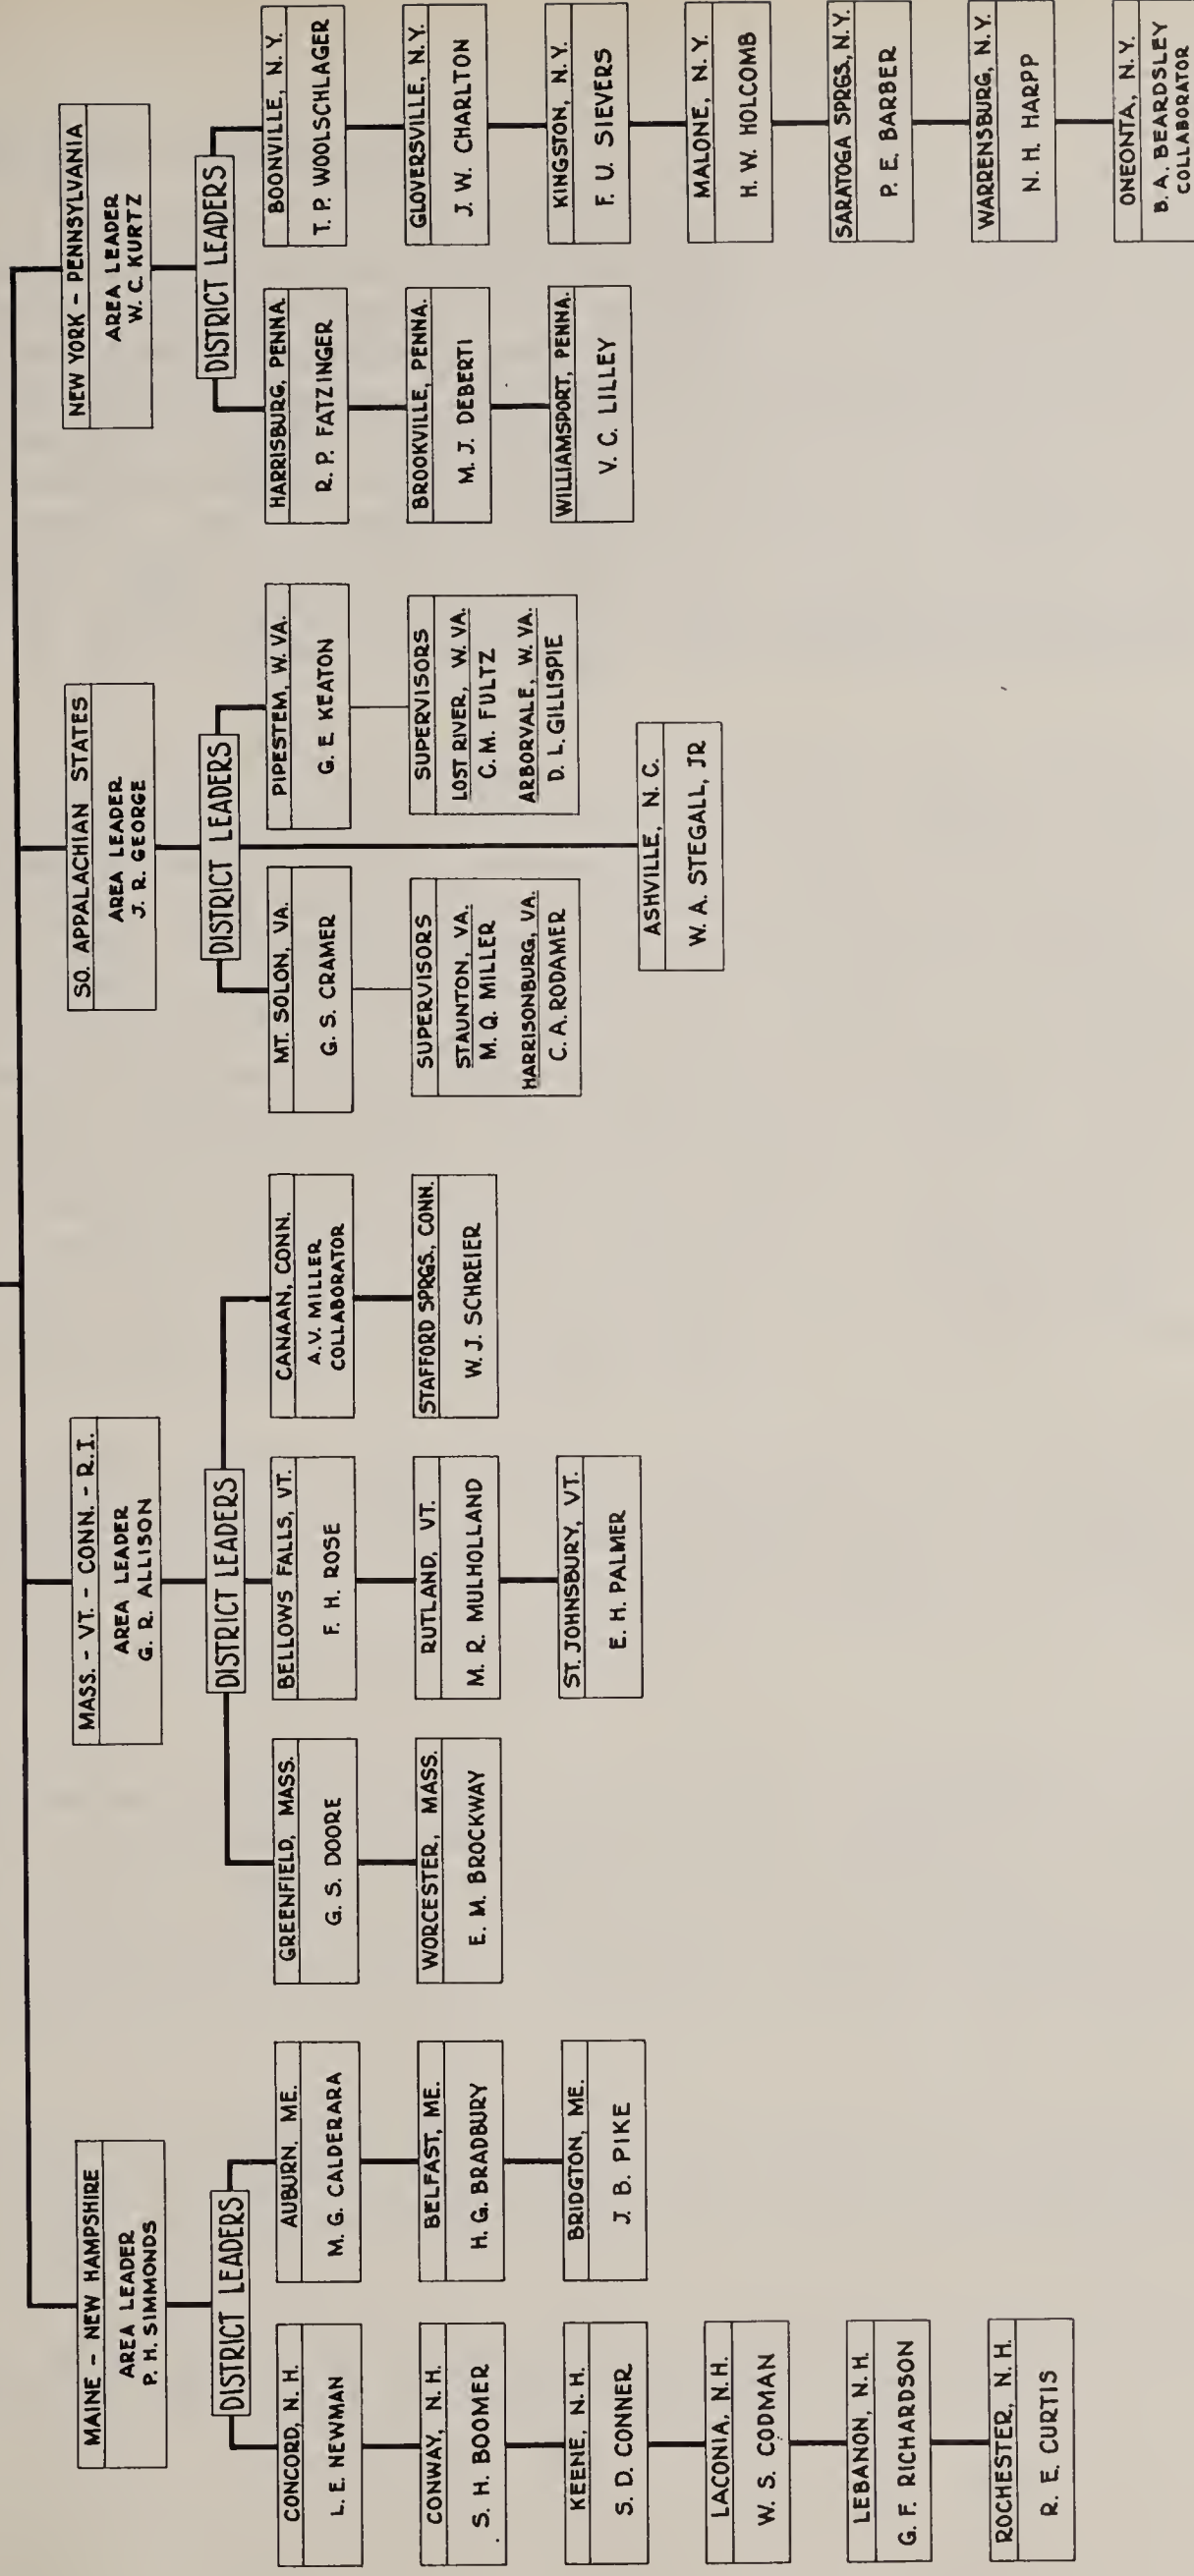 MAINE - NEW HAMPSHIRE
AREA LEADER
P. H. SIMMONDS
DISTRICT LEADERS
CONCORD, N. H.
L. E. NEWMAN
CONWAY, N. H.
S. H. BOOMER
KEENE, N. H.
S. D. CONNER
LACONIA, N. H.
W. S. CODMAN
LEBANON, N. H.
G. F. RICHARDSON
ROCHESTER, N. H.
R. E. CURTIS
AUBURN, ME.
M. G. CALDERARA
BELFAST, ME.
H. G. BRADBURY
BRIDGTON, ME.
J. B. PIKE
MASS. - VT. - CONN. - R.I.
AREA LEADER
G. R. ALLISON
DISTRICT LEADERS
GREENFIELD, MASS.
G. S. DOORE
WORCESTER, MASS.
E. M. BROCKWAY
BELLOWS FALLS, VT.
F. H. ROSE
RUTLAND, VT.
M. R. MULHOLLAND
ST. JOHNSBURY, VT.
E. H. PALMER
CANAAN, CONN.
A.V. MILLER
COLLABORATOR
STAFFORD SPRGS., CONN.
W. J. SCHREIER
SO. APPALACHIAN STATES
AREA LEADER
J. R. GEORGE
DISTRICT LEADERS
MT. SOLON, VA.
G. S. CRAMER
SUPERVISORS
STAUNTON, VA.
M. Q. MILLER
HARRISONBURG, VA.
C. A. RODAMER
PIPESTEM, W. VA.
G. E. KEATON
SUPERVISORS
LOST RIVER, W. VA.
C. M. FULTZ
ARBORVALE, W. VA.
D. L. GILLISPIE
ASHVILLE, N. C.
W. A. STEGALL, JR
NEW YORK - PENNSYLVANIA
AREA LEADER
W. C. KURTZ
DISTRICT LEADERS
HARRISBURG, PENNA.
R. P. FATZINGER
BROOKVILLE, PENNA.
M. J. DEBERTI
WILLIAMSPORT, PENNA.
V. C. LILLEY
BOONVILLE, N. Y.
T. P. WOOLSCHLAGER
GLOVERSVILLE, N. Y.
J. W. CHARLTON
KINGSTON, N. Y.
F. U. SIEVERS
MALONE, N. Y.
H. W. HOLCOMB
SARATOGA SPRGS., N.Y.
P. E. BARBER
WARRENSBURG, N.Y.
N. H. HARPP
ONEONTA, N. Y.
B. A. BEARDSLEY
COLLABORATOR